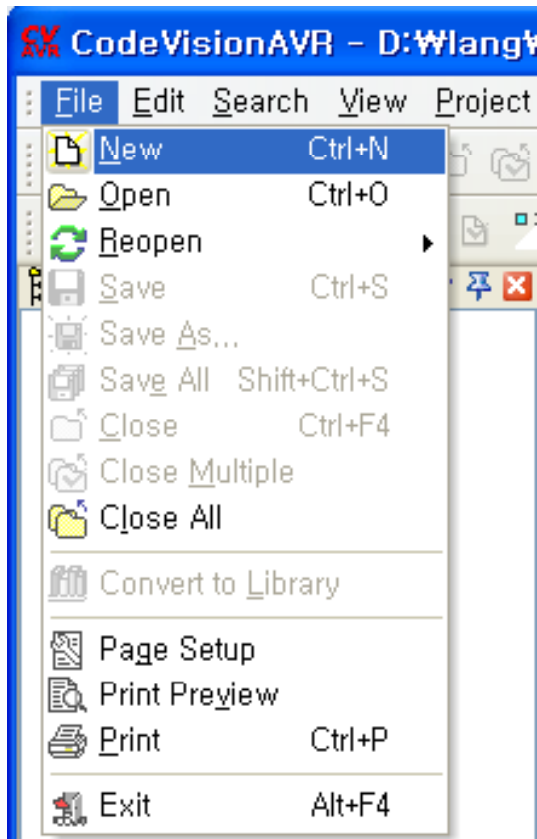 CV AVR CodeVisionAVR - D:₩lang₩
File Edit Search View Project
New Ctrl+N
Open Ctrl+O
Reopen
Save Ctrl+S
Save As...
Save All Shift+Ctrl+S
Close Ctrl+F4
Close Multiple
Close All
Convert to Library
Page Setup
Print Preview
Print Ctrl+P
Exit Alt+F4